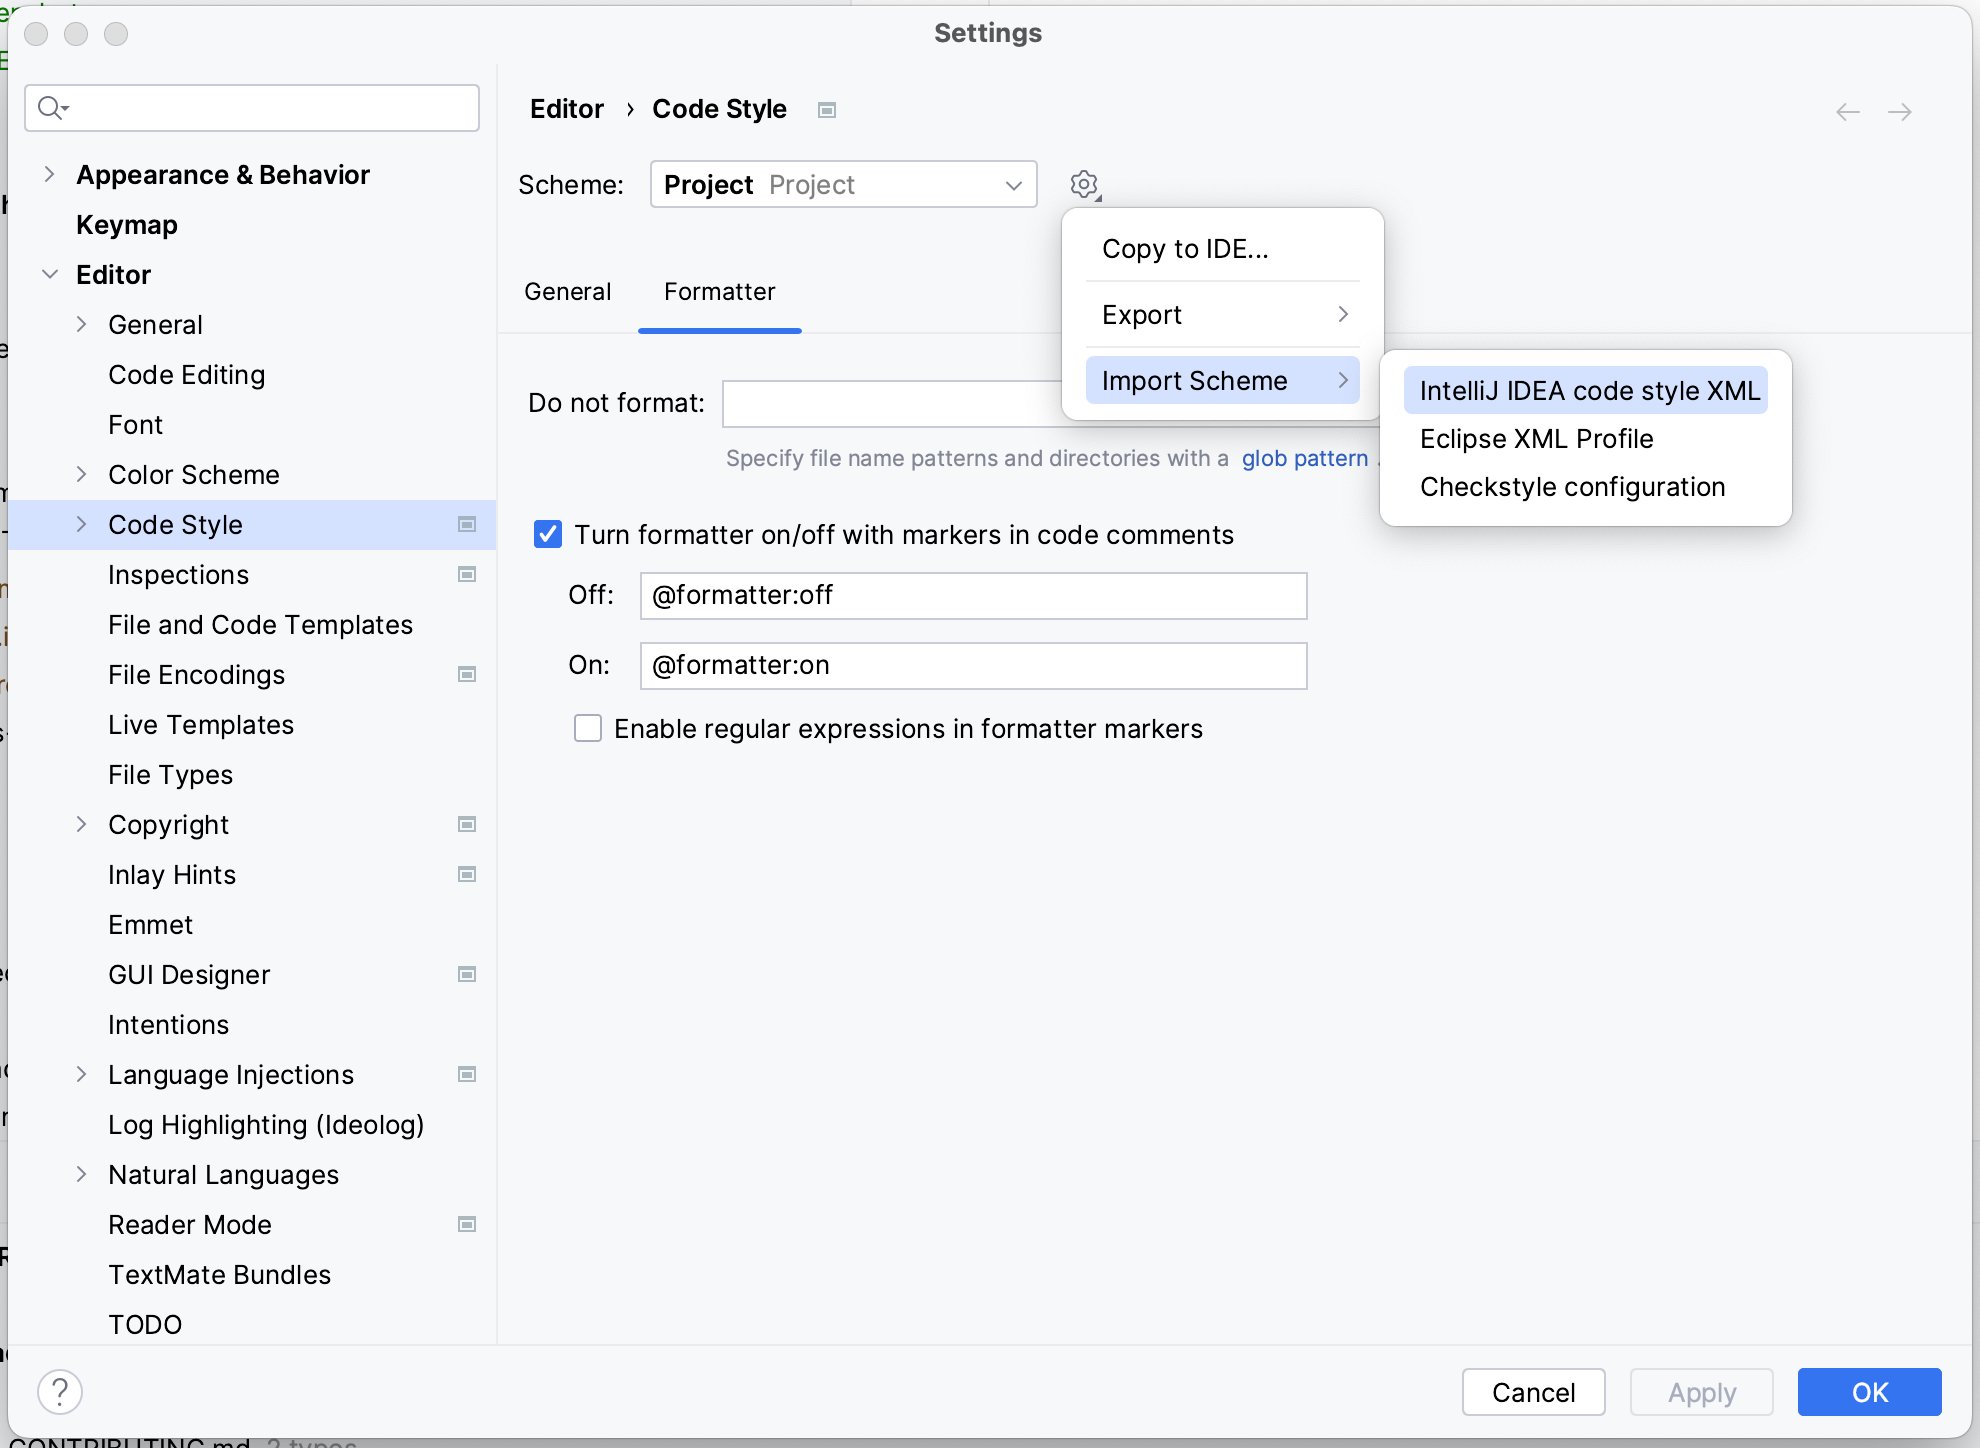 Settings
Editor › Code Style
Scheme: Project Project
Copy to IDE...
Export
Import Scheme
IntelliJ IDEA code style XML
Eclipse XML Profile
Checkstyle configuration
General Formatter
Do not format:
Specify file name patterns and directories with a glob pattern
Turn formatter on/off with markers in code comments
Off: @formatter:off
On: @formatter:on
Enable regular expressions in formatter markers
Appearance & Behavior
Keymap
Editor
General
Code Editing
Font
Color Scheme
Code Style
Inspections
File and Code Templates
File Encodings
Live Templates
File Types
Copyright
Inlay Hints
Emmet
GUI Designer
Intentions
Language Injections
Log Highlighting (Ideolog)
Natural Languages
Reader Mode
TextMate Bundles
TODO
?
Cancel Apply OK
CONTRIBUTING.md 2 types